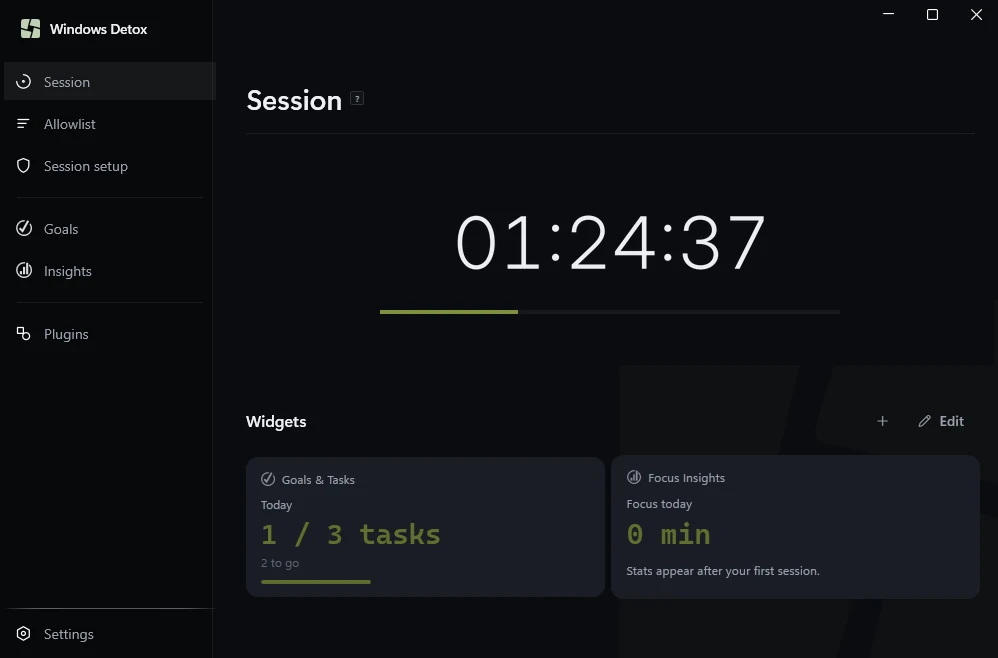 Windows Detox
Session
Allowlist
Session setup
Goals
Insights
Plugins
Settings
Session ?
01:24:37
Widgets
+ Edit
Goals & Tasks
Today
1 / 3 tasks
2 to go
Focus Insights
Focus today
0 min
Stats appear after your first session.